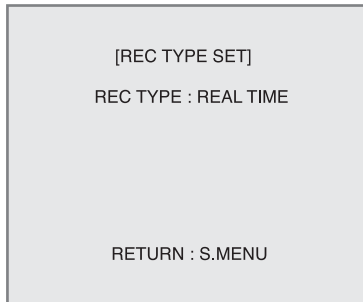 [REC TYPE SET]
REC TYPE : REAL TIME
RETURN : S.MENU